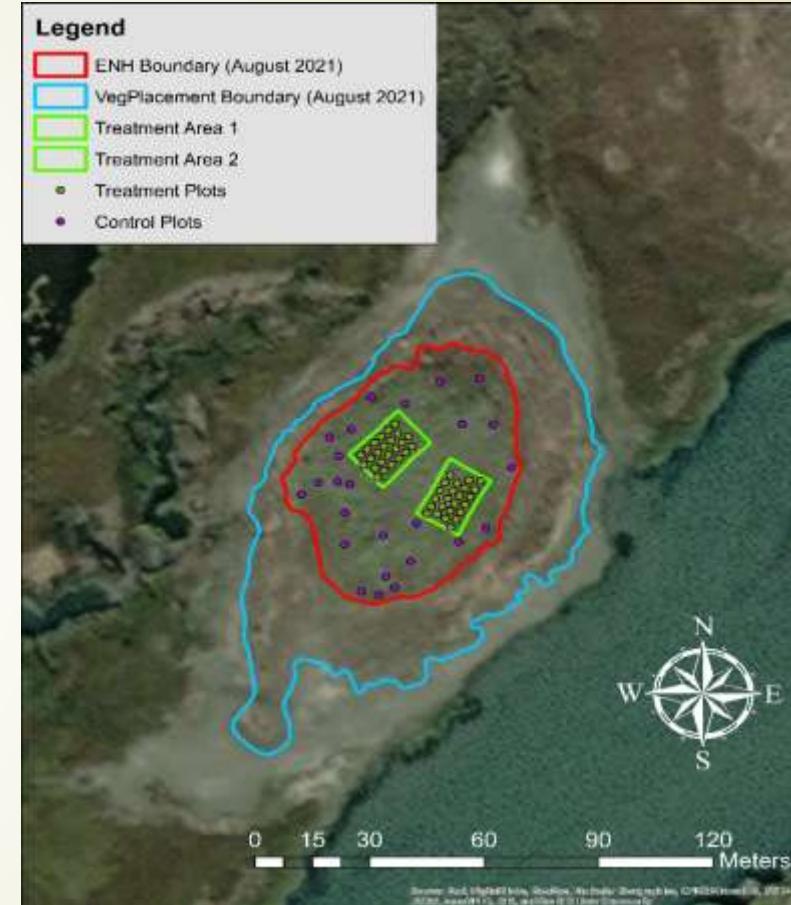 Legend
ENH Boundary (August 2021)
VegPlacement Boundary (August 2021)
Treatment Area 1
Treatment Area 2
Treatment Plots
Control Plots
N
W E
S
0 15 30 60 90 120
Meters